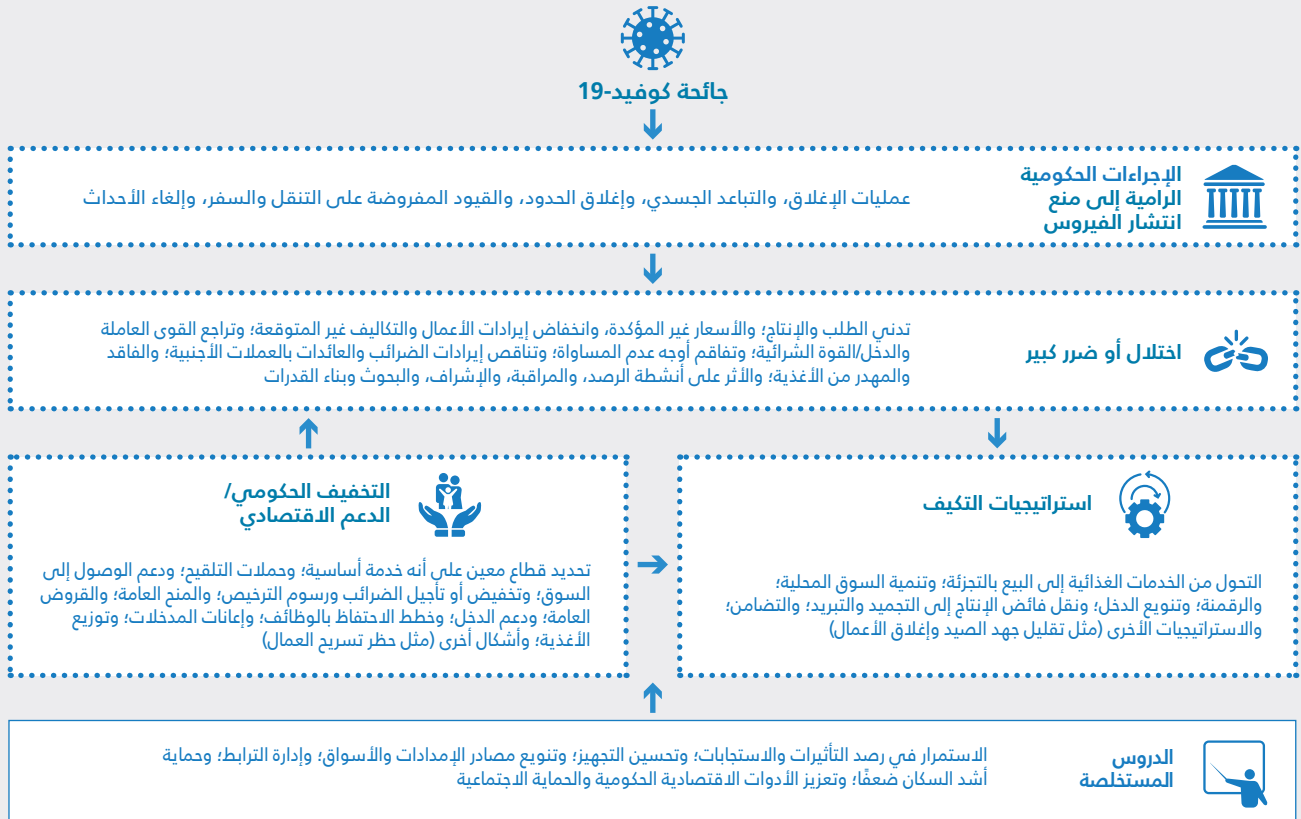 جائحة كوفيد-19
الإجراءات الحكومية
الرامية إلى منع
انتشار الفيروس
عمليات الإغلاق، والتباعد الجسدي، وإغلاق الحدود، والقيود المفروضة على التنقل والسفر، وإلغاء الأحداث
اختلال أو ضرر كبير
تدني الطلب والإنتاج؛ والأسعار غير المؤكدة، وانخفاض إيرادات الأعمال والتكاليف غير المتوقعة؛ وتراجع القوى العاملة
والدخل/القوة الشرائية؛ وتفاقم أوجه عدم المساواة؛ وتناقص إيرادات الضرائب والعائدات بالعملات الأجنبية؛ والفاقد
والمهدر من الأغذية؛ والأثر على أنشطة الرصد، والمراقبة، والإشراف، والبحوث وبناء القدرات
استراتيجيات التكيف
التحول من الخدمات الغذائية إلى البيع بالتجزئة؛ وتنمية السوق المحلية؛
والرقمنة؛ وتنويع الدخل؛ ونقل فائض الإنتاج إلى التجميد والتبريد؛ والتضامن؛
والاستراتيجيات الأخرى (مثل تقليل جهد الصيد وإغلاق الأعمال)
التخفيف الحكومي/
الدعم الاقتصادي
تحديد قطاع معين على أنه خدمة أساسية؛ وحملات التلقيح؛ ودعم الوصول إلى
السوق؛ وتخفيض أو تأجيل الضرائب ورسوم الترخيص؛ والمنح العامة؛ والقروض
العامة؛ ودعم الدخل؛ وخطط الاحتفاظ بالوظائف؛ وإعانات المدخلات؛ وتوزيع
الأغذية؛ وأشكال أخرى (مثل حظر تسريح العمال)
الدروس
المستخلصة
الاستمرار في رصد التأثيرات والاستجابات؛ وتحسين التجهيز؛ وتنويع مصادر الإمدادات والأسواق؛ وإدارة الترابط؛ وحماية
أشد السكان ضعفًا؛ وتعزيز الأدوات الاقتصادية الحكومية والحماية الاجتماعية